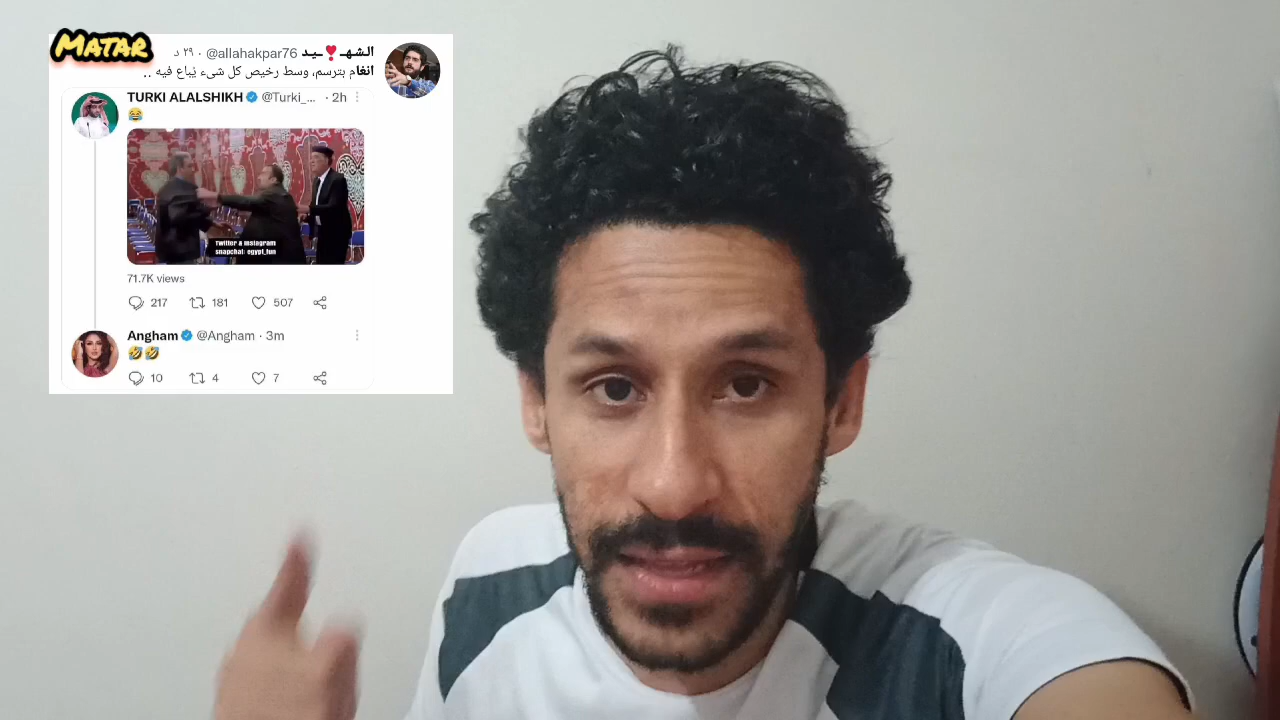 MATAR
الشهـ❣ـيد @allahakpar76 · ٢٩ د
انغام بترسم، وسط رخيص كل شىء يُباع فيه ..
TURKI ALALSHIKH @Turki_... · 2h
😂
Twitter & Instagram
snapchat: egypt_fun
71.7K views
217 181 507
Angham @Angham · 3m
🤣🤣
10 4 7